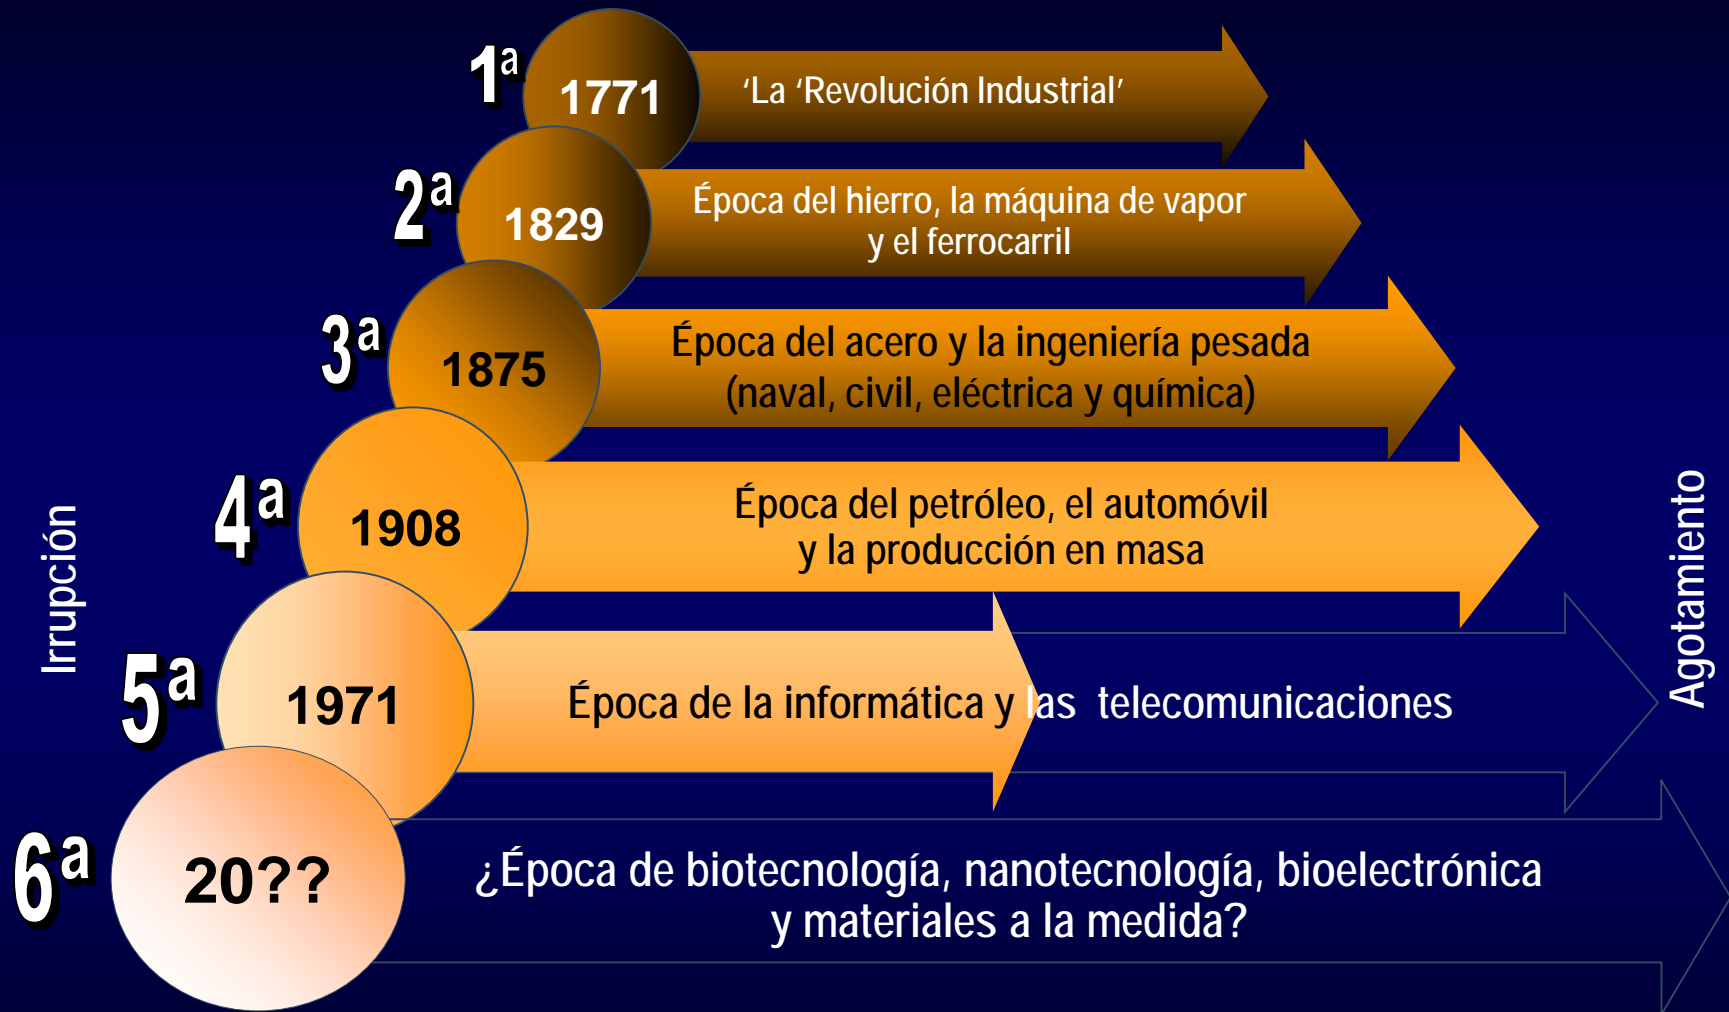 1ª
1771
‘La ‘Revolución Industrial’
2ª
1829
Época del hierro, la máquina de vapor
y el ferrocarril
3ª
1875
Época del acero y la ingeniería pesada
(naval, civil, eléctrica y química)
4ª
1908
Época del petróleo, el automóvil
y la producción en masa
Irrupción
Agotamiento
5ª
1971
Época de la informática y las telecomunicaciones
6ª
20??
¿Época de biotecnología, nanotecnología, bioelectrónica
y materiales a la medida?